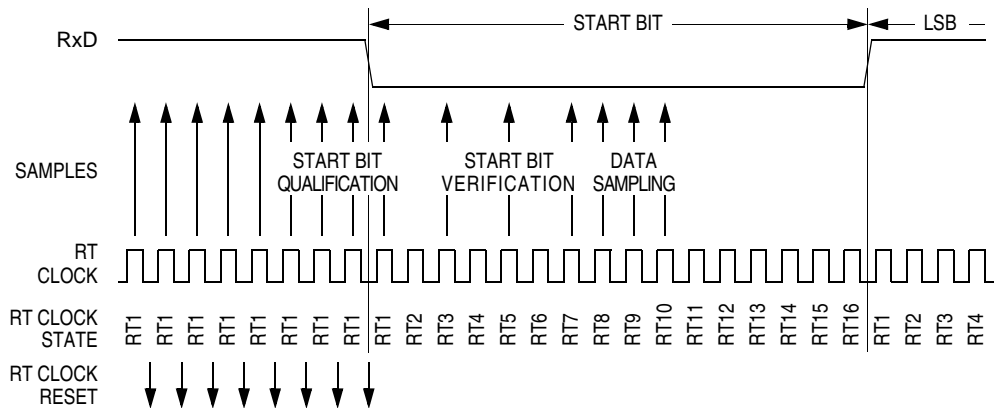 START BIT
LSB
RxD
SAMPLES
START BIT
QUALIFICATION
START BIT
VERIFICATION
DATA
SAMPLING
RT
CLOCK
RT CLOCK
STATE
RT1 RT1 RT1 RT1 RT1 RT1 RT1 RT1 RT1 RT2 RT3 RT4 RT5 RT6 RT7 RT8 RT9 RT10 RT11 RT12 RT13 RT14 RT15 RT16 RT1 RT2 RT3 RT4
RT CLOCK
RESET